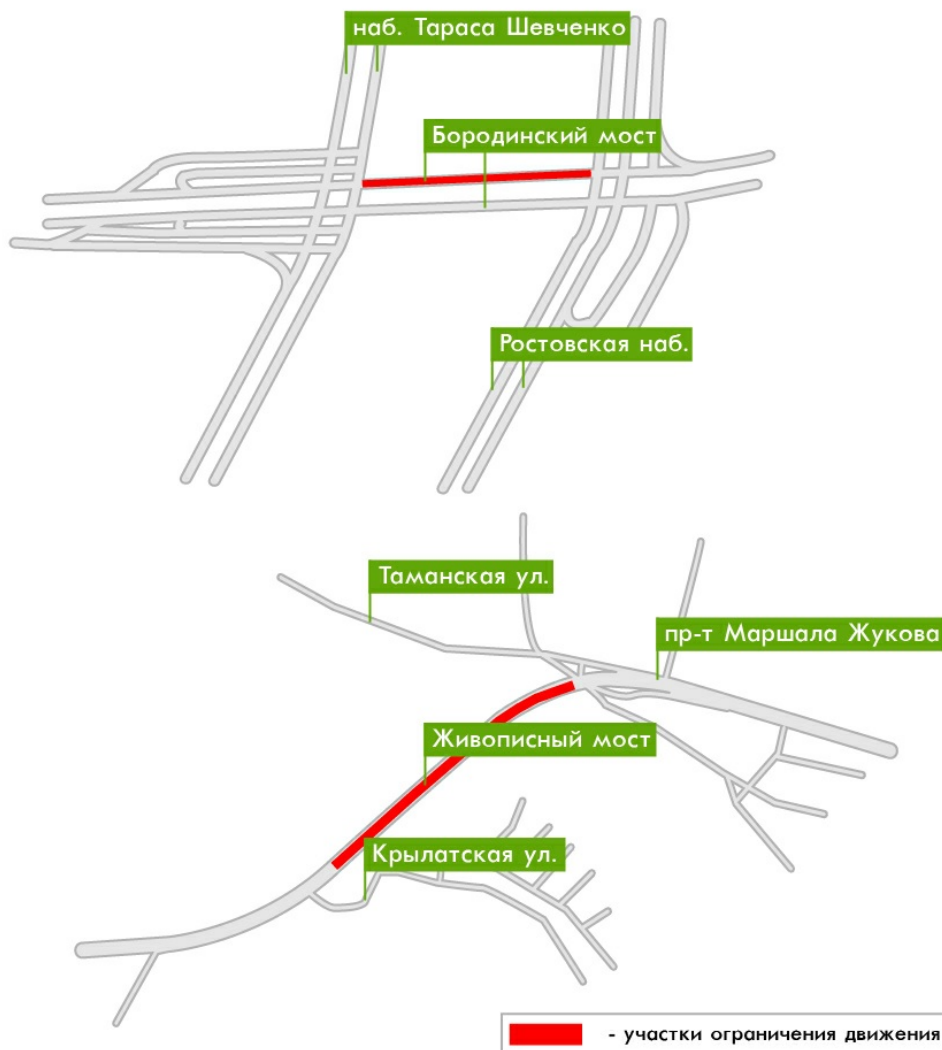 наб. Тараса Шевченко
Бородинский мост
Ростовская наб.
Таманская ул.
пр-т Маршала Жукова
Живописный мост
Крылатская ул.
- участки ограничения движения